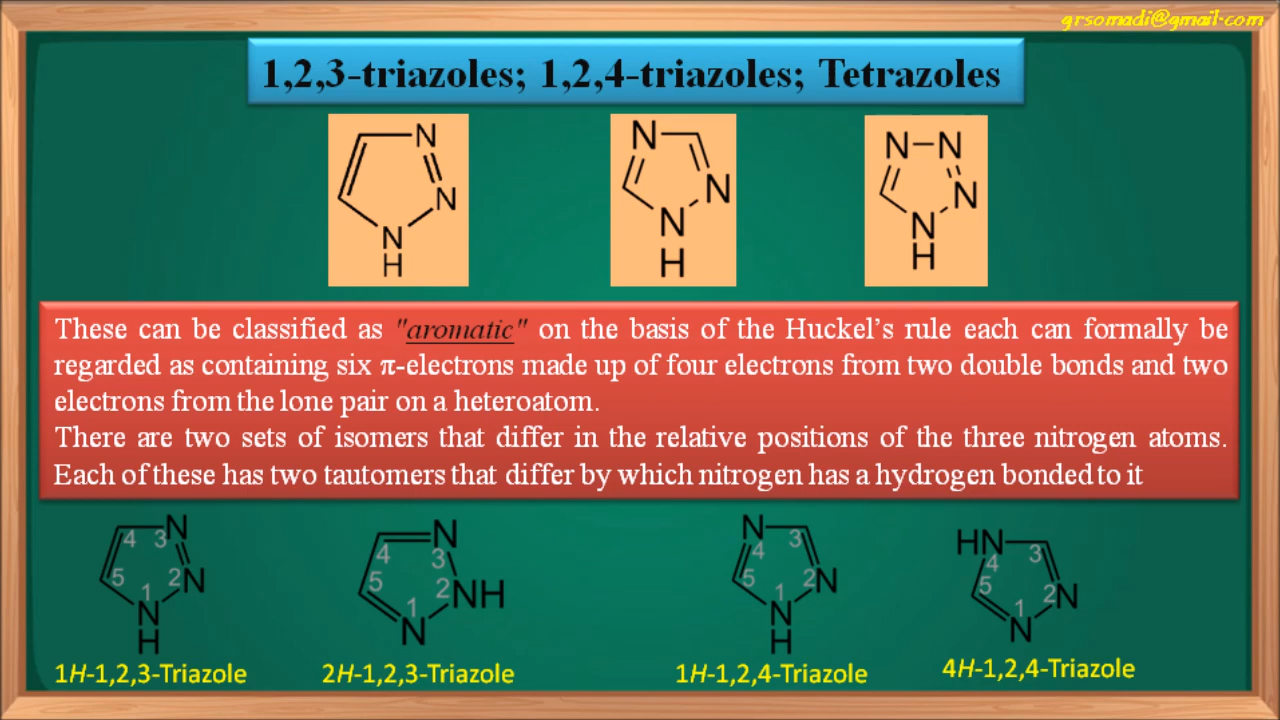 grsomadi@gmail.com
1,2,3-triazoles; 1,2,4-triazoles; Tetrazoles
N
N
N
H
N
N
N
H
N N
N
N
H
These can be classified as "aromatic" on the basis of the Huckel’s rule each can formally be
regarded as containing six π-electrons made up of four electrons from two double bonds and two
electrons from the lone pair on a heteroatom.
There are two sets of isomers that differ in the relative positions of the three nitrogen atoms.
Each of these has two tautomers that differ by which nitrogen has a hydrogen bonded to it
N
4 3
5 2 N
1
N
H
N
4 3
5 2 NH
1
N
N
4 3
5 2 N
1
N
H
HN
4 3
5 2 N
1
N
1H-1,2,3-Triazole
2H-1,2,3-Triazole
1H-1,2,4-Triazole
4H-1,2,4-Triazole